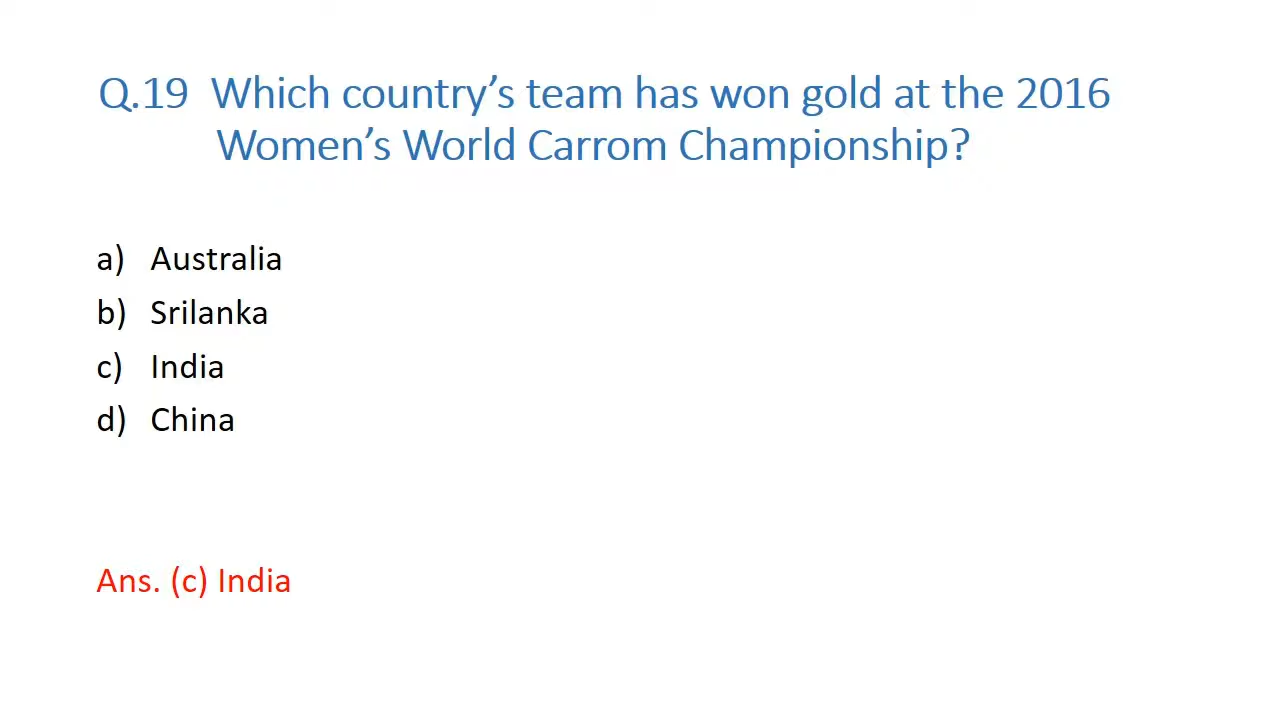 Q.19 Which country’s team has won gold at the 2016
Women’s World Carrom Championship?
a) Australia
b) Srilanka
c) India
d) China
Ans. (c) India